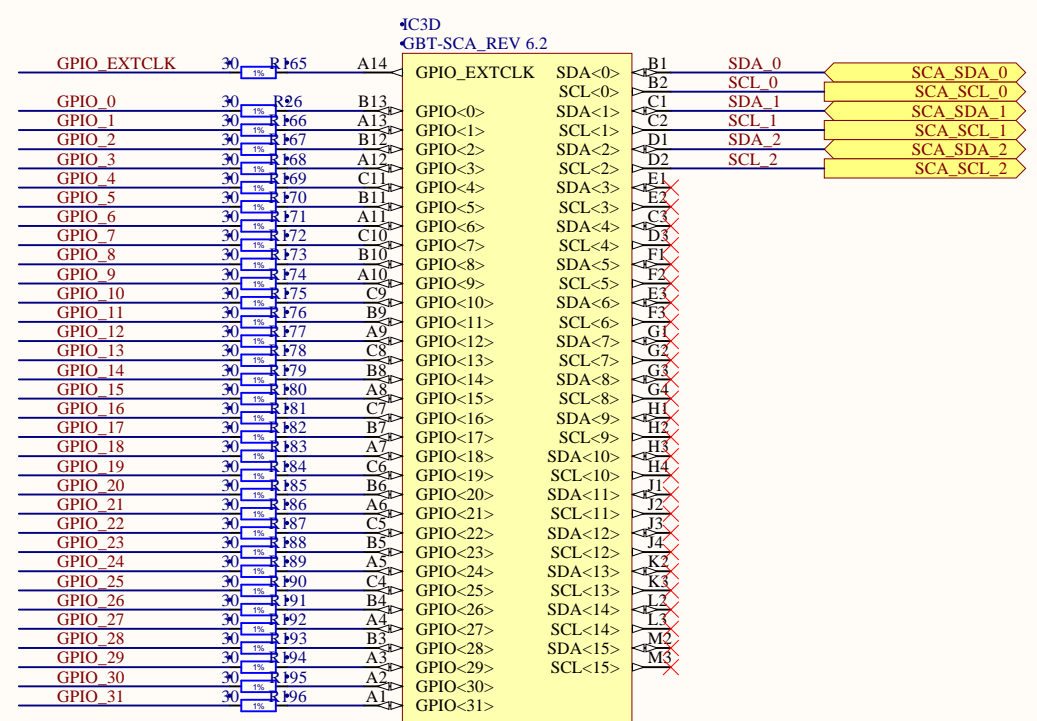 IC3D
GBT-SCA_REV 6.2
GPIO_EXTCLK 30 1% R165 A14 GPIO_EXTCLK SDA<0> B1 SDA_0 SCA_SDA_0
SCL<0> B2 SCL_0 SCA_SCL_0
GPIO_0 30 1% R26 B13 GPIO<0> SDA<1> C1 SDA_1 SCA_SDA_1
GPIO_1 30 1% R166 A13 GPIO<1> SCL<1> C2 SCL_1 SCA_SCL_1
GPIO_2 30 1% R167 B12 GPIO<2> SDA<2> D1 SDA_2 SCA_SDA_2
GPIO_3 30 1% R168 A12 GPIO<3> SCL<2> D2 SCL_2 SCA_SCL_2
GPIO_4 30 1% R169 C11 GPIO<4> SDA<3> E1
GPIO_5 30 1% R170 B11 GPIO<5> SCL<3> E2
GPIO_6 30 1% R171 A11 GPIO<6> SDA<4> C3
GPIO_7 30 1% R172 C10 GPIO<7> SCL<4> D3
GPIO_8 30 1% R173 B10 GPIO<8> SDA<5> F1
GPIO_9 30 1% R174 A10 GPIO<9> SCL<5> F2
GPIO_10 30 1% R175 C9 GPIO<10> SDA<6> E3
GPIO_11 30 1% R176 B9 GPIO<11> SCL<6> F3
GPIO_12 30 1% R177 A9 GPIO<12> SDA<7> G1
GPIO_13 30 1% R178 C8 GPIO<13> SCL<7> G2
GPIO_14 30 1% R179 B8 GPIO<14> SDA<8> G3
GPIO_15 30 1% R180 A8 GPIO<15> SCL<8> G4
GPIO_16 30 1% R181 C7 GPIO<16> SDA<9> H1
GPIO_17 30 1% R182 B7 GPIO<17> SCL<9> H2
GPIO_18 30 1% R183 A7 GPIO<18> SDA<10> H3
GPIO_19 30 1% R184 C6 GPIO<19> SCL<10> H4
GPIO_20 30 1% R185 B6 GPIO<20> SDA<11> J1
GPIO_21 30 1% R186 A6 GPIO<21> SCL<11> J2
GPIO_22 30 1% R187 C5 GPIO<22> SDA<12> J3
GPIO_23 30 1% R188 B5 GPIO<23> SCL<12> J4
GPIO_24 30 1% R189 A5 GPIO<24> SDA<13> K2
GPIO_25 30 1% R190 C4 GPIO<25> SCL<13> K3
GPIO_26 30 1% R191 B4 GPIO<26> SDA<14> L2
GPIO_27 30 1% R192 A4 GPIO<27> SCL<14> L3
GPIO_28 30 1% R193 B3 GPIO<28> SDA<15> M2
GPIO_29 30 1% R194 A3 GPIO<29> SCL<15> M3
GPIO_30 30 1% R195 A2 GPIO<30>
GPIO_31 30 1% R196 A1 GPIO<31>